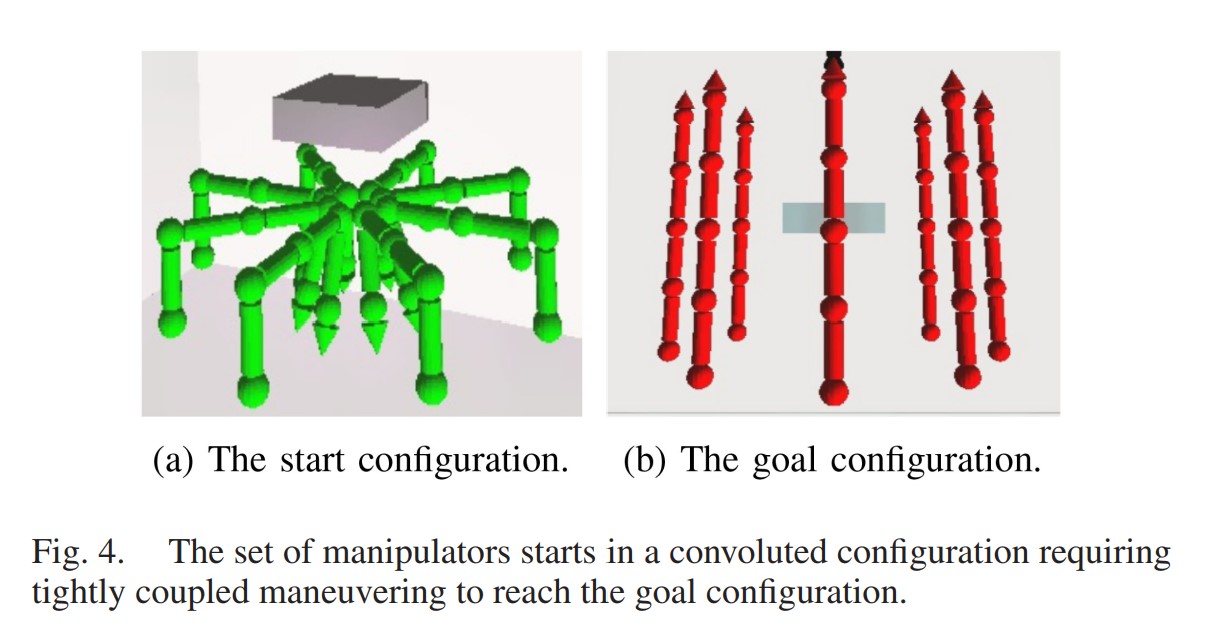 (a) The start configuration.
(b) The goal configuration.
Fig. 4. The set of manipulators starts in a convoluted configuration requiring
tightly coupled maneuvering to reach the goal configuration.